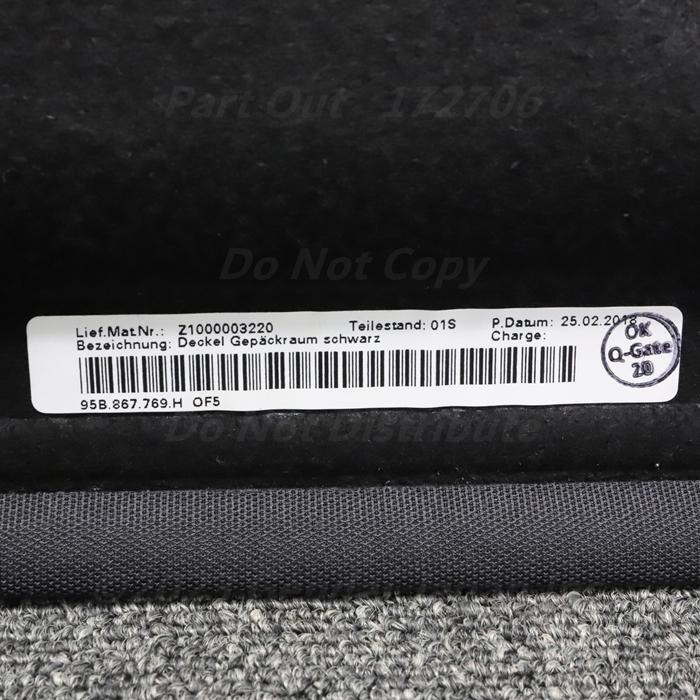 Part Out 172706
Do Not Copy
Lief.Mat.Nr.: Z1000003220 Teilestand: 01S P.Datum: 25.02.2018
Bezeichnung: Deckel Gepäckraum schwarz Charge:
OK
Q-Gate
20
95B.867.769.H OF5
Do Not Distribute